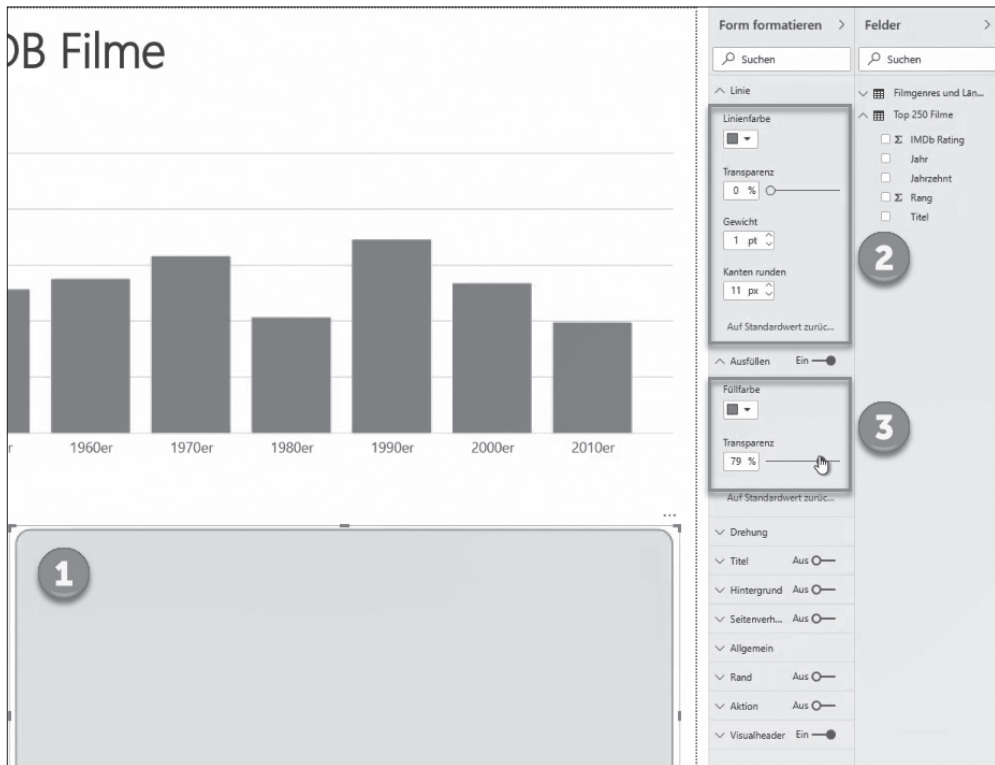 DB Filme
1960er
1970er
1980er
1990er
2000er
2010er
...
1
Form formatieren
Suchen
Linie
Linienfarbe
Transparenz
0 %
Gewicht
1 pt
Kanten runden
11 px
Auf Standardwert zurüc...
2
Ausfüllen Ein
Füllfarbe
Transparenz
79 %
Auf Standardwert zurüc...
3
Drehung
Titel Aus
Hintergrund Aus
Seitenverh... Aus
Allgemein
Rand Aus
Aktion Aus
Visualheader Ein
Felder
Suchen
Filmgenres und Län...
Top 250 Filme
Σ IMDb Rating
Jahr
Jahrzehnt
Σ Rang
Titel